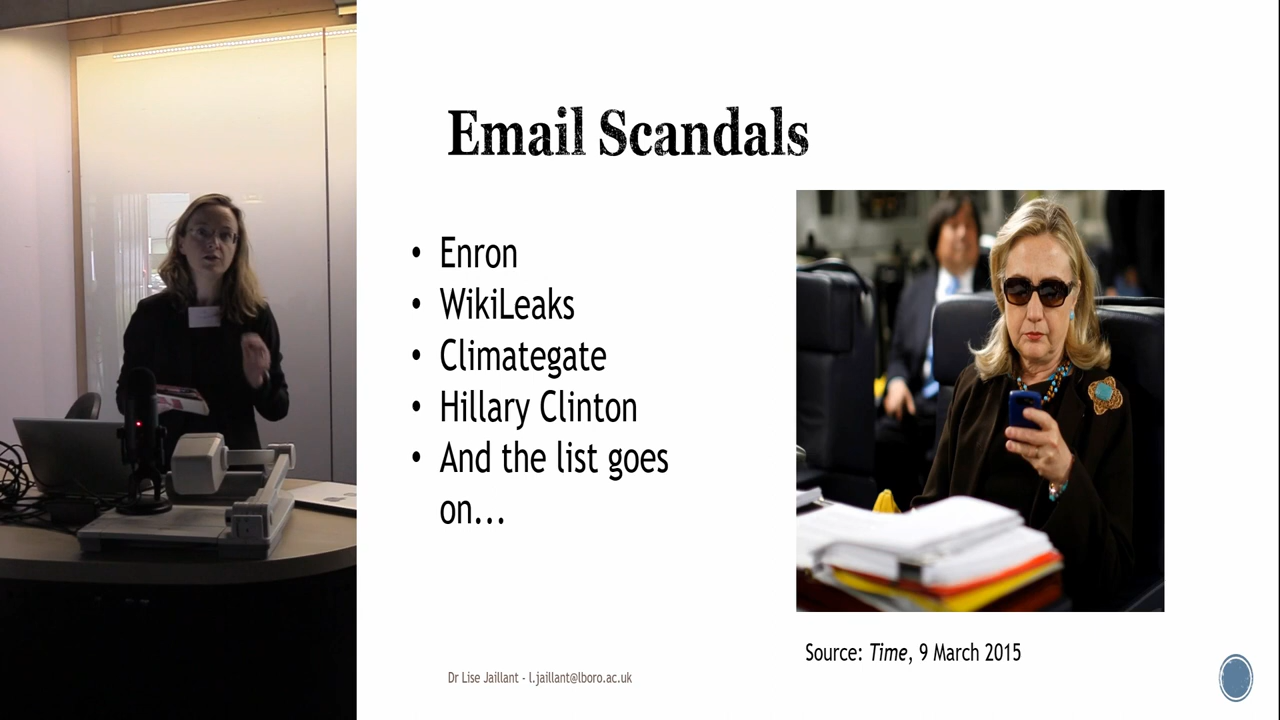 Email Scandals
• Enron
• WikiLeaks
• Climategate
• Hillary Clinton
• And the list goes
on...
Source: Time, 9 March 2015
Dr Lise Jaillant - l.jaillant@lboro.ac.uk